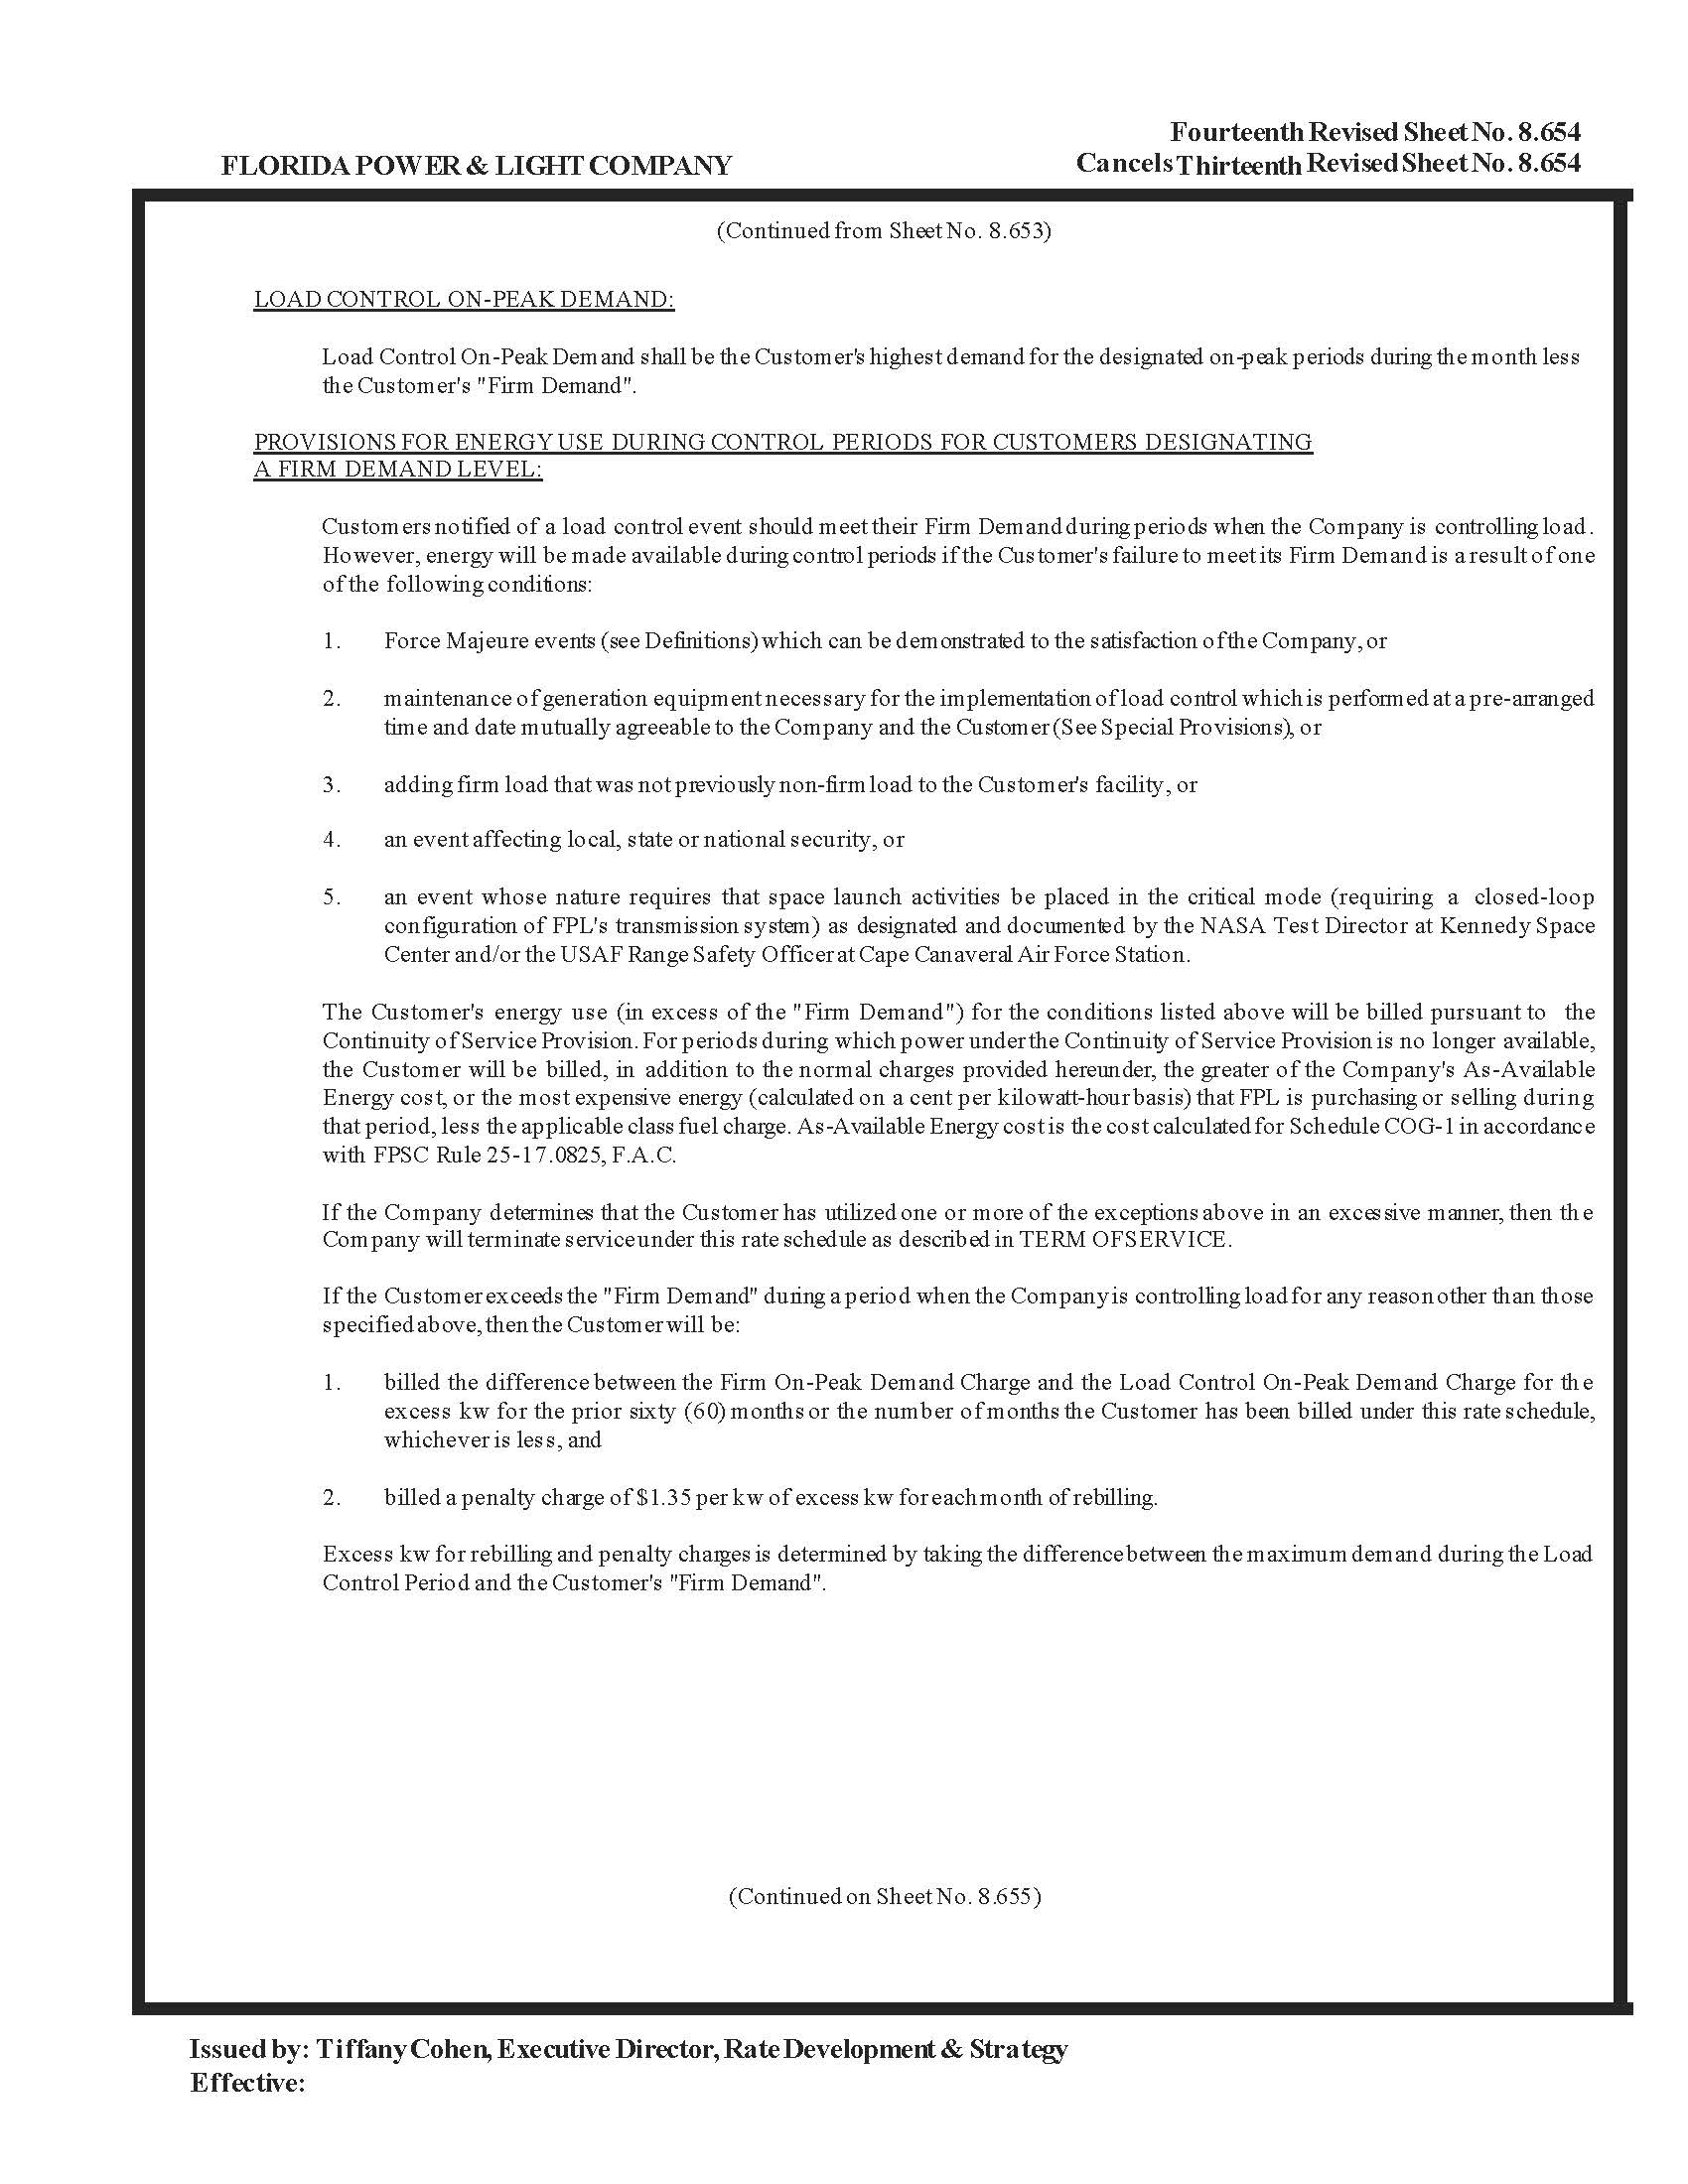 Fourteenth Revised Sheet No. 8.654
FLORIDA POWER & LIGHT COMPANY
Cancels Thirteenth Revised Sheet No. 8.654
(Continued from Sheet No. 8.653)
LOAD CONTROL ON-PEAK DEMAND:
Load Control On-Peak Demand shall be the Customer's highest demand for the designated on-peak periods during the month less
the Customer's "Firm Demand".
PROVISIONS FOR ENERGY USE DURING CONTROL PERIODS FOR CUSTOMERS DESIGNATING
A FIRM DEMAND LEVEL:
Customers notified of a load control event should meet their Firm Demand during periods when the Company is controlling load.
However, energy will be made available during control periods if the Customer's failure to meet its Firm Demand is a result of one
of the following conditions:
1. Force Majeure events (see Definitions) which can be demonstrated to the satisfaction of the Company, or
2. maintenance of generation equipment necessary for the implementation of load control which is performed at a pre-arranged
time and date mutually agreeable to the Company and the Customer (See Special Provisions), or
3. adding firm load that was not previously non-firm load to the Customer's facility, or
4. an event affecting local, state or national security, or
5. an event whose nature requires that space launch activities be placed in the critical mode (requiring a closed-loop
configuration of FPL's transmission system) as designated and documented by the NASA Test Director at Kennedy Space
Center and/or the USAF Range Safety Officer at Cape Canaveral Air Force Station.
The Customer's energy use (in excess of the "Firm Demand") for the conditions listed above will be billed pursuant to the
Continuity of Service Provision. For periods during which power under the Continuity of Service Provision is no longer available,
the Customer will be billed, in addition to the normal charges provided hereunder, the greater of the Company's As-Available
Energy cost, or the most expensive energy (calculated on a cent per kilowatt-hour basis) that FPL is purchasing or selling during
that period, less the applicable class fuel charge. As-Available Energy cost is the cost calculated for Schedule COG-1 in accordance
with FPSC Rule 25-17.0825, F.A.C.
If the Company determines that the Customer has utilized one or more of the exceptions above in an excessive manner, then the
Company will terminate service under this rate schedule as described in TERM OF SERVICE.
If the Customer exceeds the "Firm Demand" during a period when the Company is controlling load for any reason other than those
specified above, then the Customer will be:
1. billed the difference between the Firm On-Peak Demand Charge and the Load Control On-Peak Demand Charge for the
excess kw for the prior sixty (60) months or the number of months the Customer has been billed under this rate schedule,
whichever is less, and
2. billed a penalty charge of $1.35 per kw of excess kw for each month of rebilling.
Excess kw for rebilling and penalty charges is determined by taking the difference between the maximum demand during the Load
Control Period and the Customer's "Firm Demand".
(Continued on Sheet No. 8.655)
Issued by: Tiffany Cohen, Executive Director, Rate Development & Strategy
Effective: